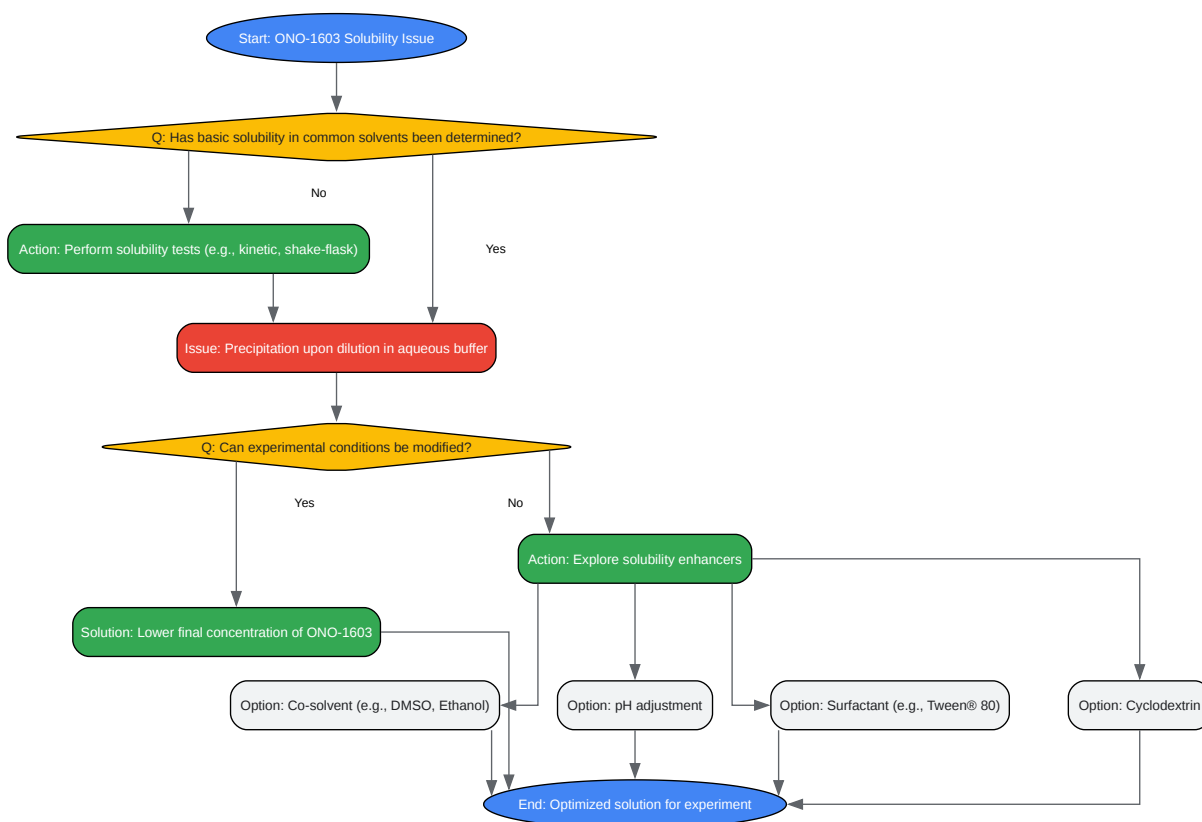 Start: ONO-1603 Solubility Issue
Q: Has basic solubility in common solvents been determined?
No
Action: Perform solubility tests (e.g., kinetic, shake-flask)
Yes
Issue: Precipitation upon dilution in aqueous buffer
Q: Can experimental conditions be modified?
Yes
No
Action: Explore solubility enhancers
Solution: Lower final concentration of ONO-1603
Option: Co-solvent (e.g., DMSO, Ethanol)
Option: pH adjustment
Option: Surfactant (e.g., Tween® 80)
Option: Cyclodextrin
End: Optimized solution for experiment